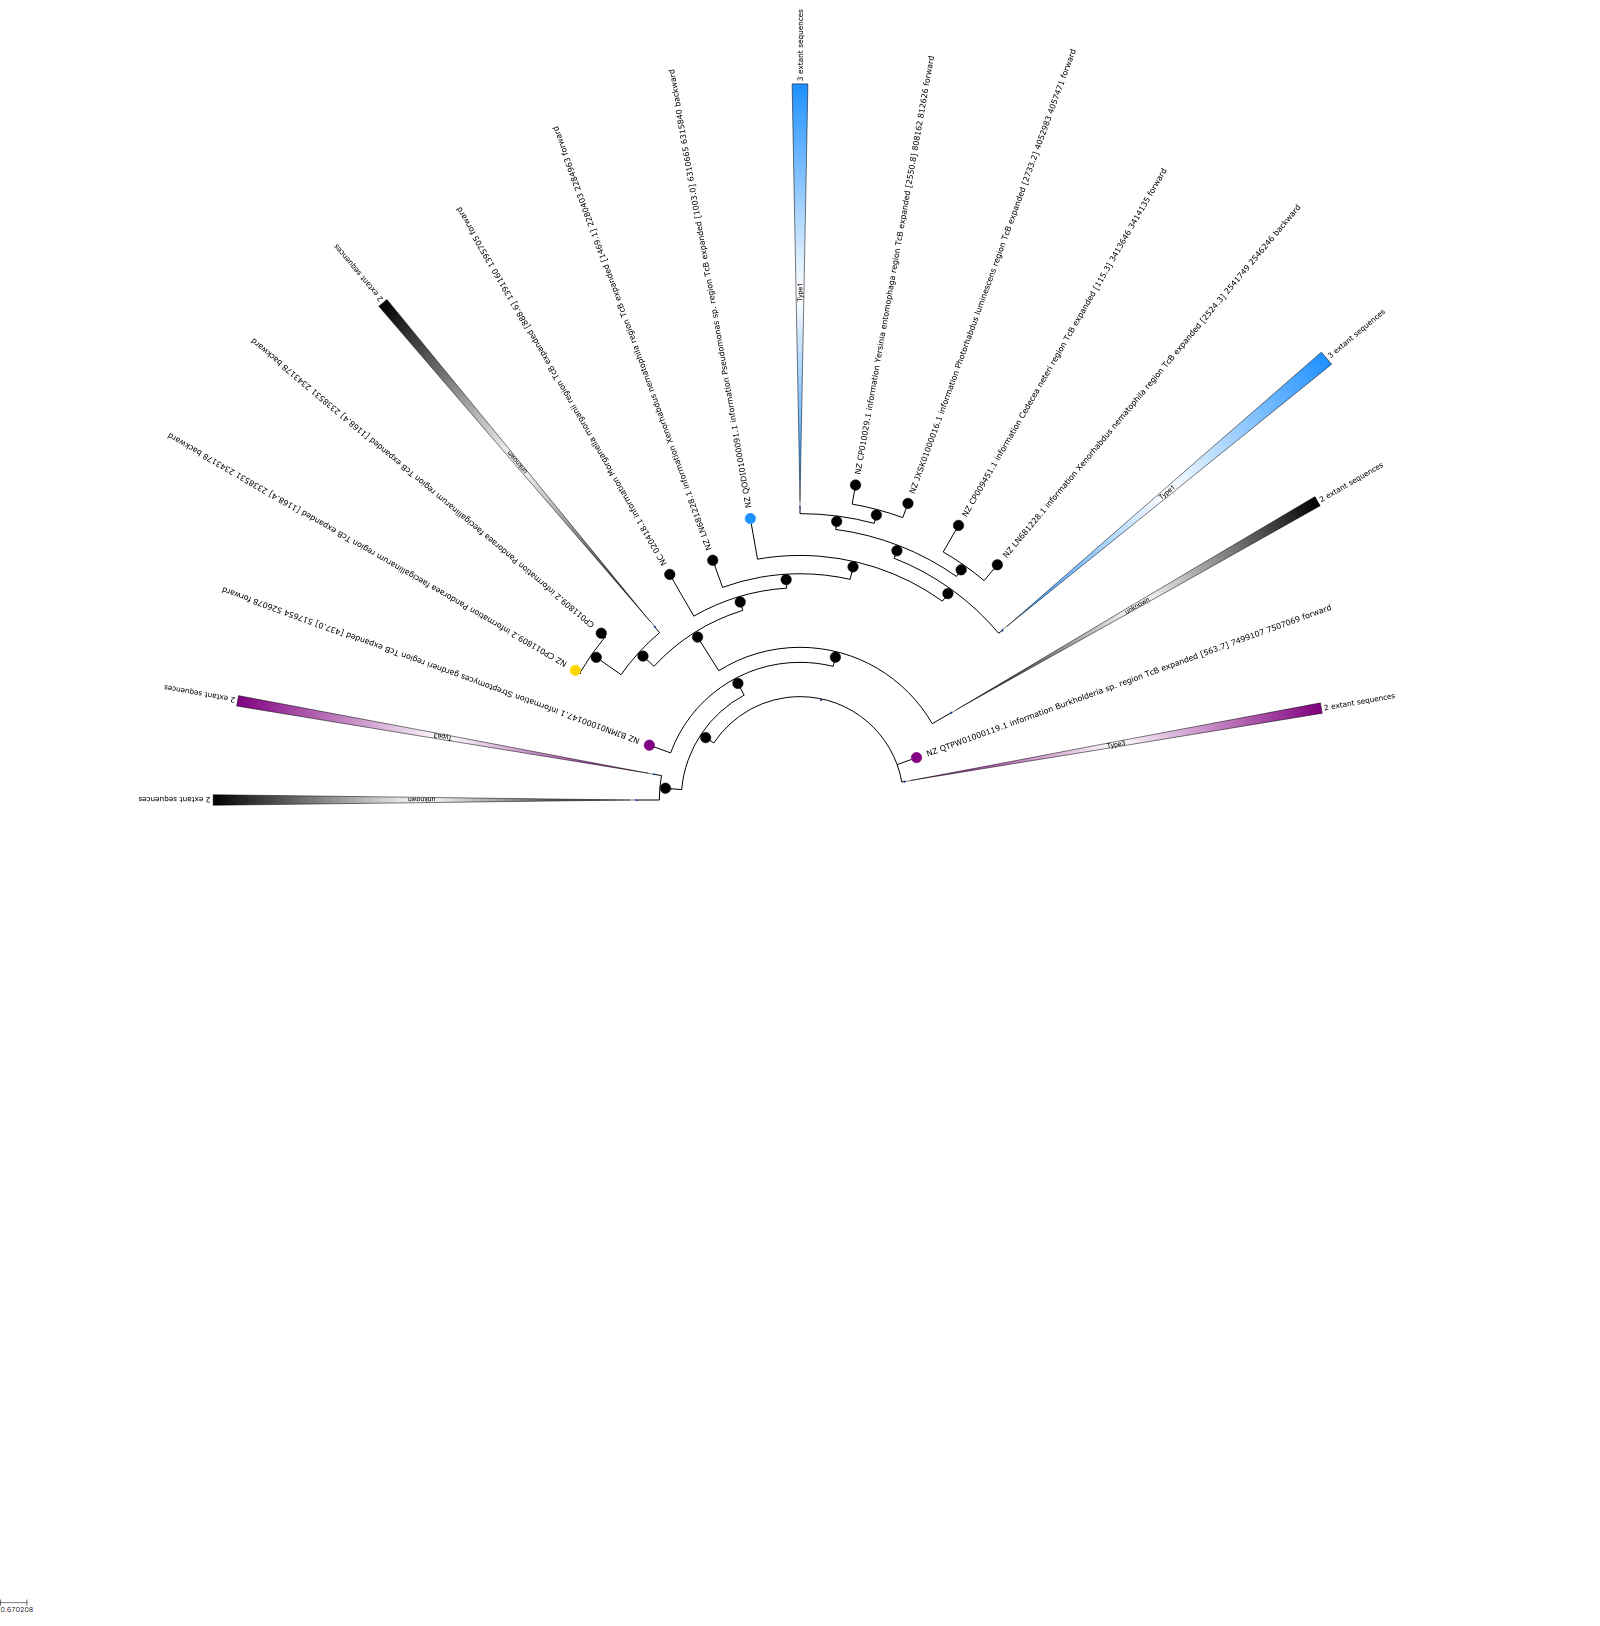 2 extant sequences
unknown
2 extant sequences
Type3
NZ BJMN01000147.1 information Streptomyces gardneri region TcB expanded [437.0] 517654 526078 forward
NZ CP011809.2 information Pandoraea faecigallinarum region TcB expanded [1168.4] 2338531 2343178 backward
CP011809.2 information Pandoraea faecigallinarum region TcB expanded [1168.4] 2338531 2343178 backward
2 extant sequences
unknown
NC 020418.1 information Morganella morganii region TcB expanded [888.6] 1391160 1395705 forward
NZ LN681228.1 information Xenorhabdus nematophila region TcB expanded [1469.1] 2280403 2284963 forward
NZ QODI01000091.1 information Pseudomonas sp. region TcB expanded [1003.0] 6310665 6315840 backward
3 extant sequences
Type1
NZ CP010029.1 information Yersinia entomophaga region TcB expanded [2550.8] 808162 812626 forward
NZ JXSK01000016.1 information Photorhabdus luminescens region TcB expanded [2733.2] 4052983 4057471 forward
NZ CP009451.1 information Cedecea neteri region TcB expanded [115.3] 3413646 3414135 forward
NZ LN681228.1 information Xenorhabdus nematophila region TcB expanded [2524.3] 2541749 2546246 backward
3 extant sequences
Type1
2 extant sequences
unknown
NZ QTPW01000119.1 information Burkholderia sp. region TcB expanded [563.7] 7499107 7507069 forward
2 extant sequences
Type3
0.670208